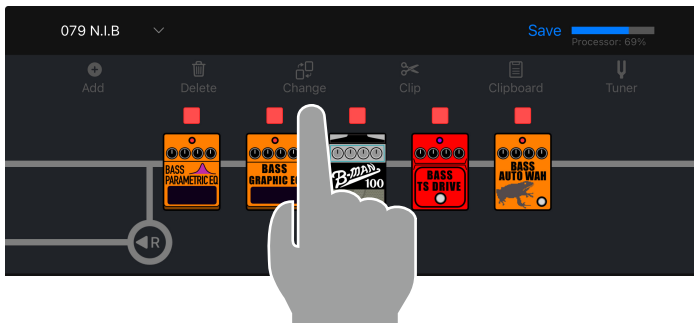 079 N.I.B
Save
Processor: 69%
Add
Delete
Change
Clip
Clipboard
Tuner
BASS
PARAMETRIC EQ
BASS
GRAPHIC E
B-MAN
100
BASS
TS DRIVE
BASS
AUTO WAH
R